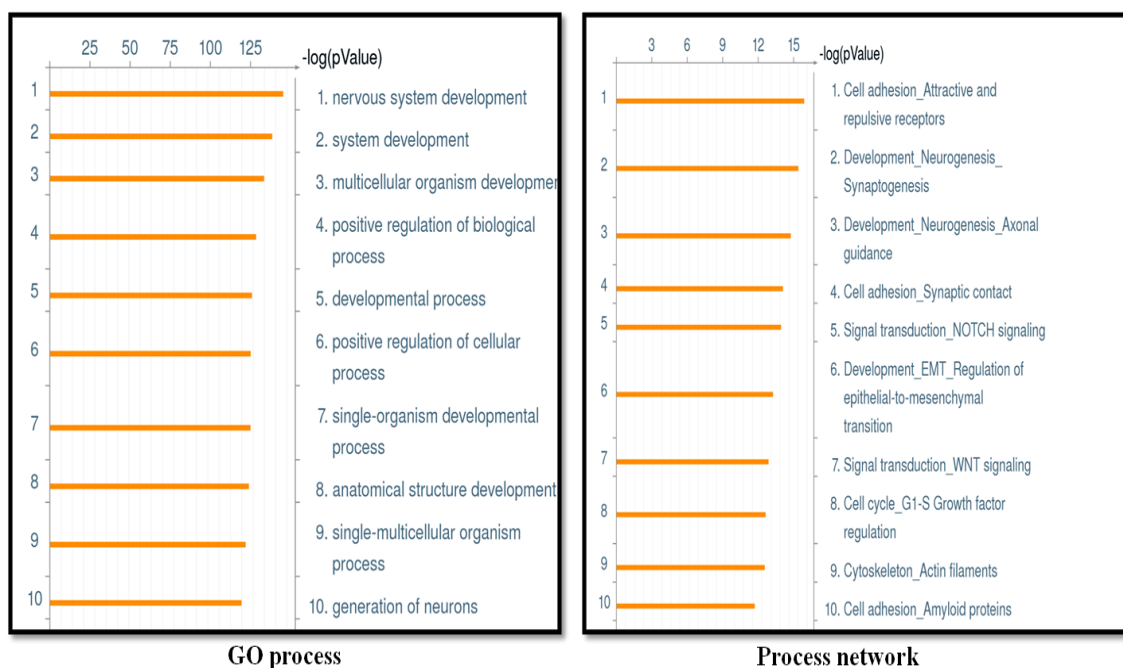 25 50 75 100 125
-log(pValue)
1
1. nervous system development
2
2. system development
3
3. multicellular organism developmen
4
4. positive regulation of biological
process
5
5. developmental process
6
6. positive regulation of cellular
process
7
7. single-organism developmental
process
8
8. anatomical structure development
9
9. single-multicellular organism
process
10
10. generation of neurons
GO process
3 6 9 12 15
-log(pValue)
1
1. Cell adhesion_Attractive and
repulsive receptors
2
2. Development_Neurogenesis_
Synaptogenesis
3
3. Development_Neurogenesis_Axonal
guidance
4
4. Cell adhesion_Synaptic contact
5
5. Signal transduction_NOTCH signaling
6
6. Development_EMT_Regulation of
epithelial-to-mesenchymal
transition
7
7. Signal transduction_WNT signaling
8
8. Cell cycle_G1-S Growth factor
regulation
9
9. Cytoskeleton_Actin filaments
10
10. Cell adhesion_Amyloid proteins
Process network